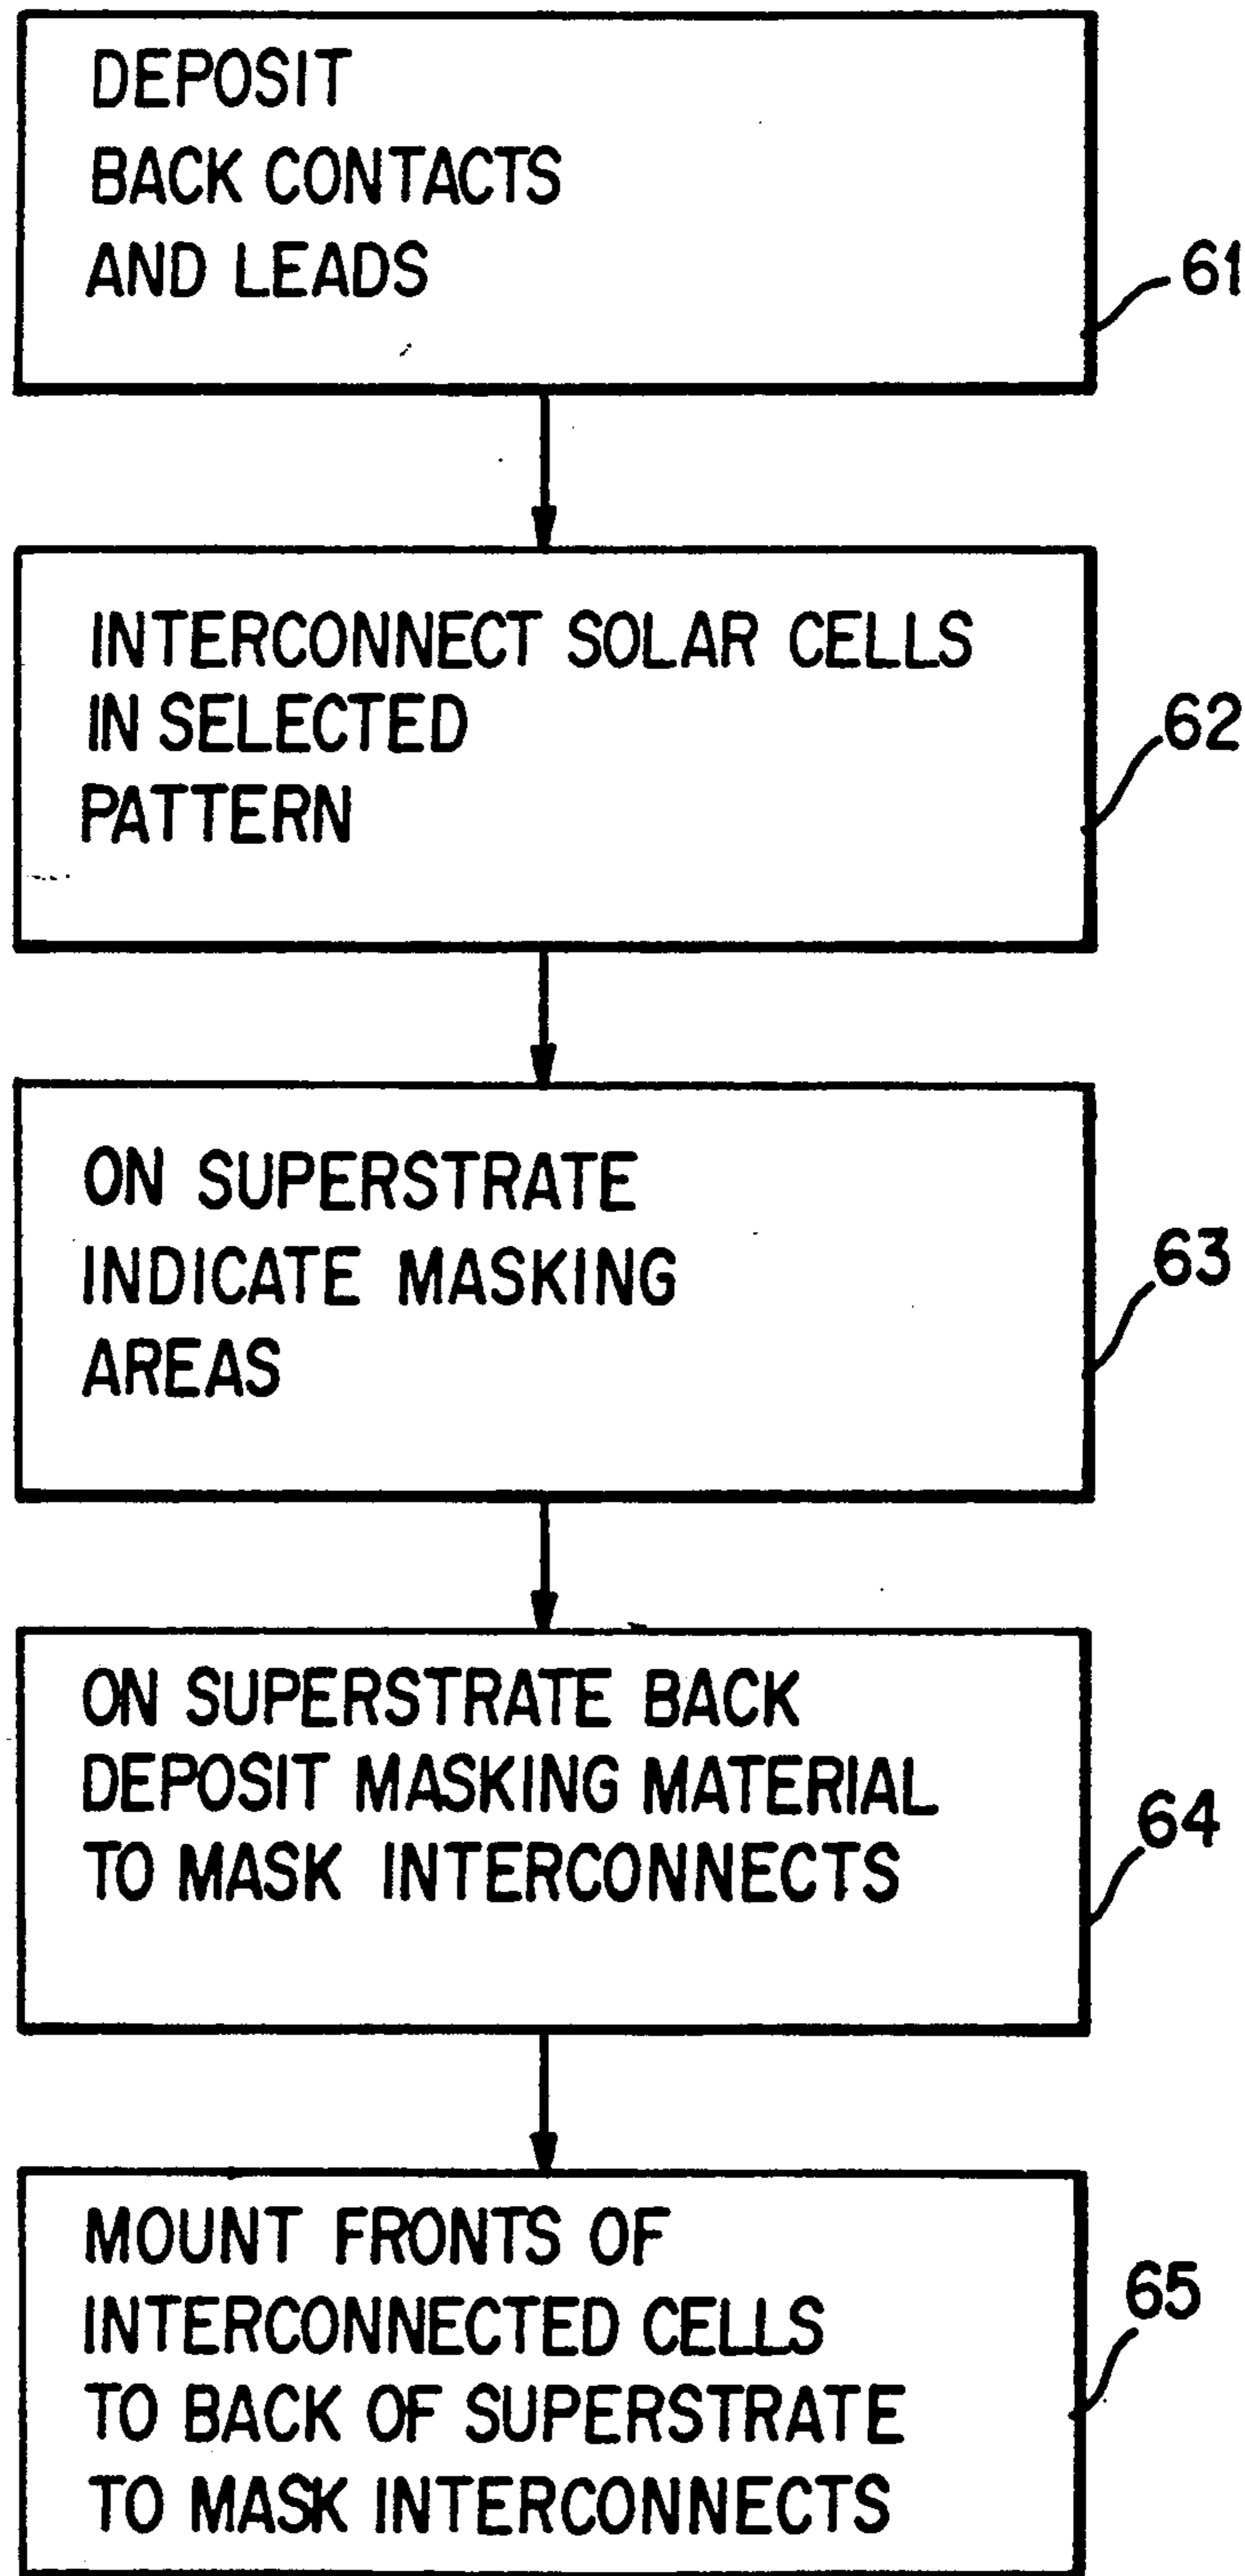 DEPOSIT
BACK CONTACTS
AND LEADS
61
INTERCONNECT SOLAR CELLS
IN SELECTED
PATTERN
62
ON SUPERSTRATE
INDICATE MASKING
AREAS
63
ON SUPERSTRATE BACK
DEPOSIT MASKING MATERIAL
TO MASK INTERCONNECTS
64
MOUNT FRONTS OF
INTERCONNECTED CELLS
TO BACK OF SUPERSTRATE
TO MASK INTERCONNECTS
65